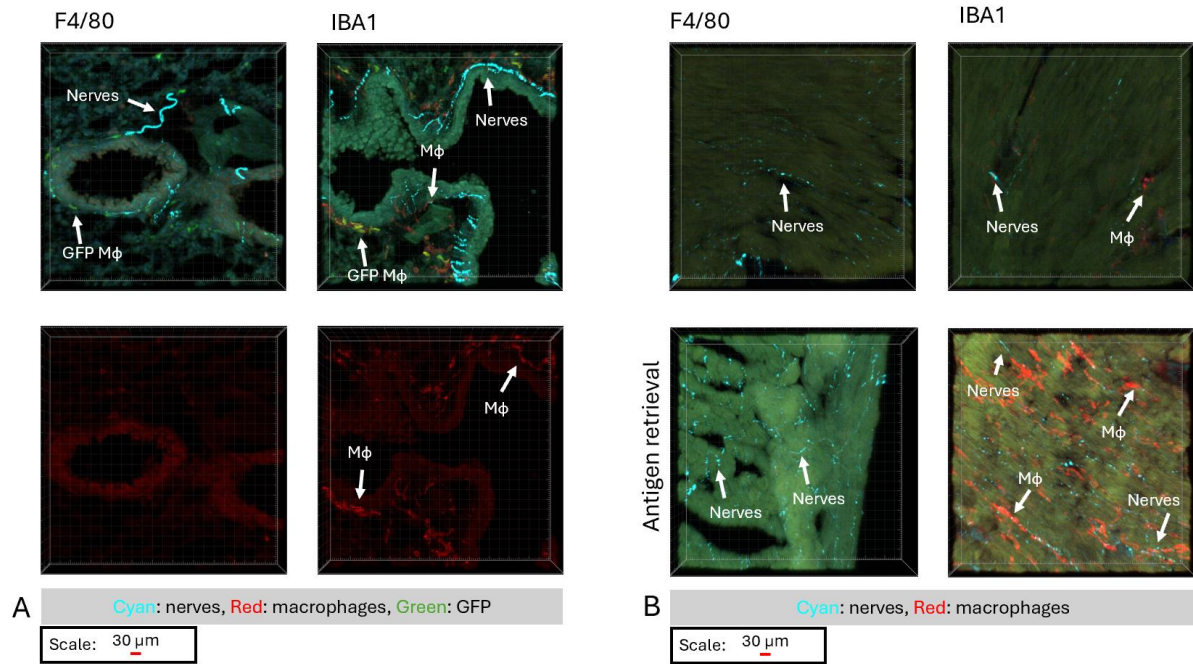 F4/80
IBA1
Nerves
GFP Mϕ
Nerves
Mϕ
GFP Mϕ
Mϕ
Mϕ
A
Cyan: nerves, Red: macrophages, Green: GFP
Scale: 30 µm
F4/80
IBA1
Nerves
Nerves
Mϕ
Antigen retrieval
Nerves
Nerves
Nerves
Mϕ
Mϕ
Nerves
B
Cyan: nerves, Red: macrophages
Scale: 30 µm